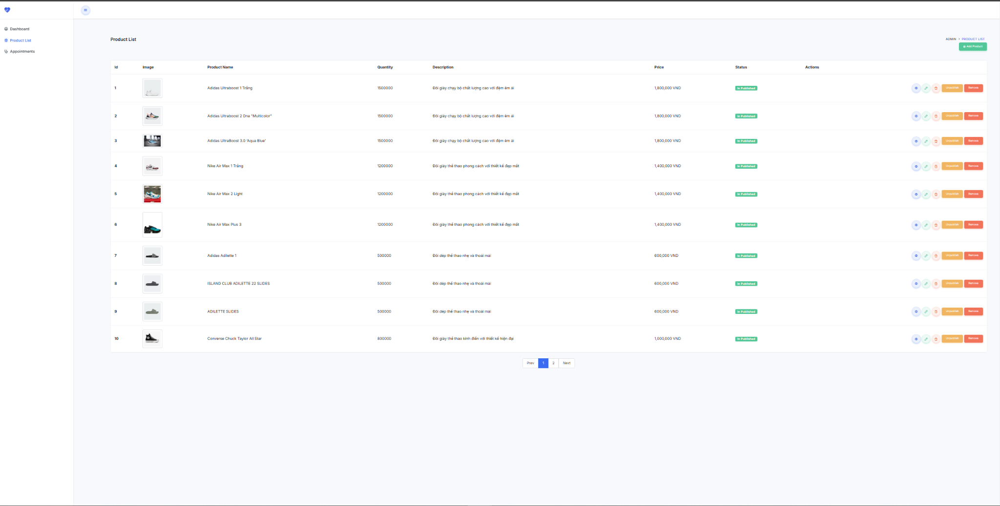 Dashboard
Product List
Appointments
Product List
ADMIN > PRODUCT LIST
Add Product
Id Image Product Name Quantity Description Price Status Actions
1 Adidas Ultraboost 1 Trắng 1500000 Đôi giày chạy bộ chất lượng cao với đệm êm ái 1,800,000 VND In Published Unpublish Remove
2 Adidas Ultraboost 2 Dna "Multicolor" 1500000 Đôi giày chạy bộ chất lượng cao với đệm êm ái 1,800,000 VND In Published Unpublish Remove
3 Adidas UltraBoost 3.0 'Aqua Blue' 1500000 Đôi giày chạy bộ chất lượng cao với đệm êm ái 1,800,000 VND In Published Unpublish Remove
4 Nike Air Max 1 Trắng 1200000 Đôi giày thể thao phong cách với thiết kế đẹp mắt 1,400,000 VND In Published Unpublish Remove
5 Nike Air Max 2 Light 1200000 Đôi giày thể thao phong cách với thiết kế đẹp mắt 1,400,000 VND In Published Unpublish Remove
6 Nike Air Max Plus 3 1200000 Đôi giày thể thao phong cách với thiết kế đẹp mắt 1,400,000 VND In Published Unpublish Remove
7 Adidas Adilette 1 500000 Đôi dép thể thao nhẹ và thoải mái 600,000 VND In Published Unpublish Remove
8 ISLAND CLUB ADILETTE 22 SLIDES 500000 Đôi dép thể thao nhẹ và thoải mái 600,000 VND In Published Unpublish Remove
9 ADILETTE SLIDES 500000 Đôi dép thể thao nhẹ và thoải mái 600,000 VND In Published Unpublish Remove
10 Converse Chuck Taylor All Star 800000 Đôi giày thể thao kinh điển với thiết kế hiện đại 1,000,000 VND In Published Unpublish Remove
Prev 1 2 Next